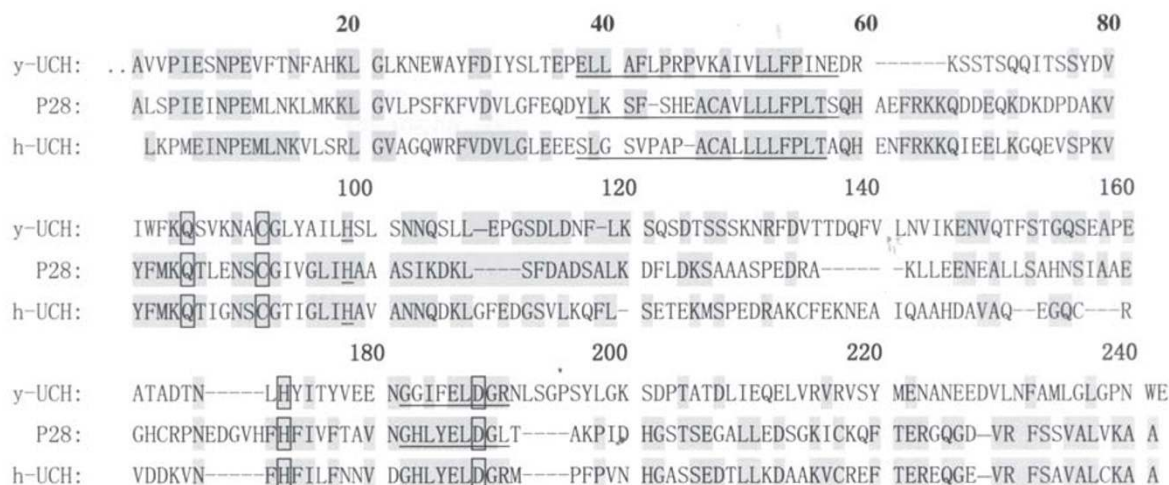 20 40 60 80
y-UCH: ..AVVPIESNPEVFTNFAHKL GLKNEWAYFDIYSLTEPELL AFLPRPVKAIVLLFPINEDR ------KSSTSQQITSSYDV
P28: ALSPIEINPEMLNKLMKKL GVLPSFKFVDVLGFEQDYLK SF-SHEACAVLLLFPLTSQH AEFRKKQDDEQKDKDPDAKV
h-UCH: LKPMEINPEMLNKVLSRL GVAGQWRFVDVLGLEEESLG SVPAP-ACALLLLFPLTAQH ENFRKKQIEELKGQEVSPKV
100 120 140 160
y-UCH: IWFKQSVKNACGLYAILHSL SNNQSLL-EPGSDLDNF-LK SQSDTSSSKNRFDVTTDQFV LNVIKENVQTFSTGQSEAPE
P28: YFMKQTLENSCGIVGLIHAA ASIKDKL----SFDADSALK DFLDKSAAASPEDRA------ KLLEENEALLSAHNSIAAE
h-UCH: YFMKQTIGNSCGTIGLIHAV ANNQDKLGFEDGSVLKQFL- SETEKMSPEDRAKCFEKNEA IQAAHDAVAQ--EGQC---R
180 200 220 240
y-UCH: ATADTN-----LHYITYVEE NGGIFELDGRNLSGPSYLGK SDPTATDLIEQELVRVRVSY MENANEEDVLNFAMLGLGPN WE
P28: GHCRPNEDGVHFHFIVFTAV NGHLYELDGLT----AKPID HGSTSEGALLEDSGKICKQF TERGQGD-VR FSSVALVKA A
h-UCH: VDDKVN-----FHFILFNNV DGHLYELDGRM----PFPVN HGASSEDTLLKDAAKVCREF TEREQGE-VR FSAVALCKA A